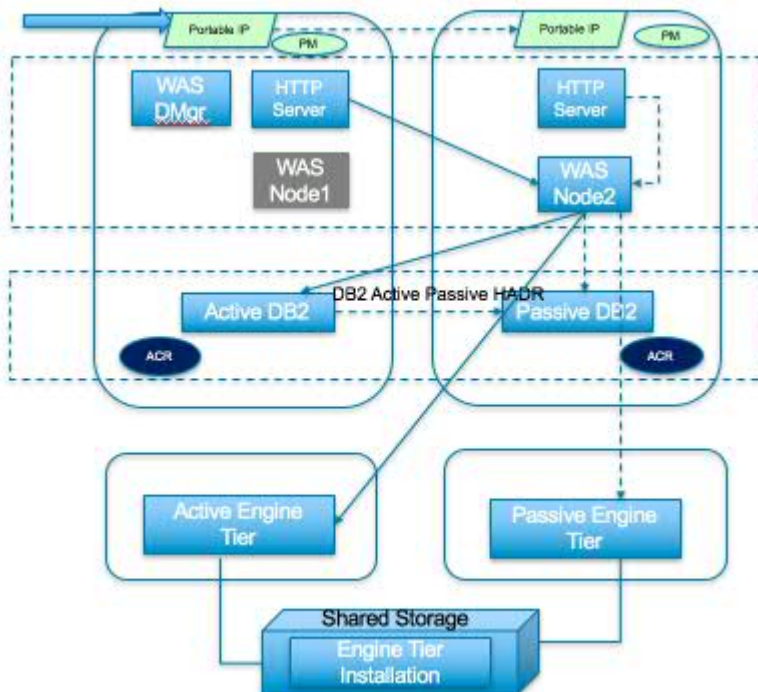 Portable IP
PM
Portable IP
PM
WAS
DMgr
HTTP
Server
HTTP
Server
WAS
Node1
WAS
Node2
DB2 Active Passive HADR
Active DB2
Passive DB2
ACR
ACR
Active Engine
Tier
Passive Engine
Tier
Shared Storage
Engine Tier
Installation